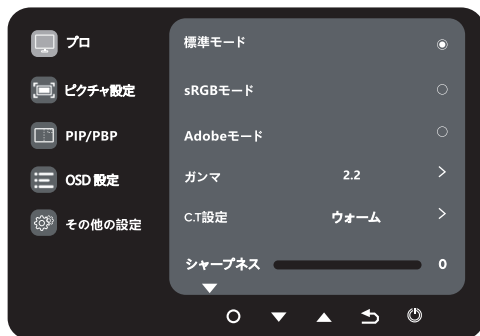 プロ
ピクチャ設定
PIP/PBP
OSD 設定
その他の設定
標準モード
sRGBモード
Adobeモード
ガンマ 2.2
C.T設定 ウォーム
シャープネス 0